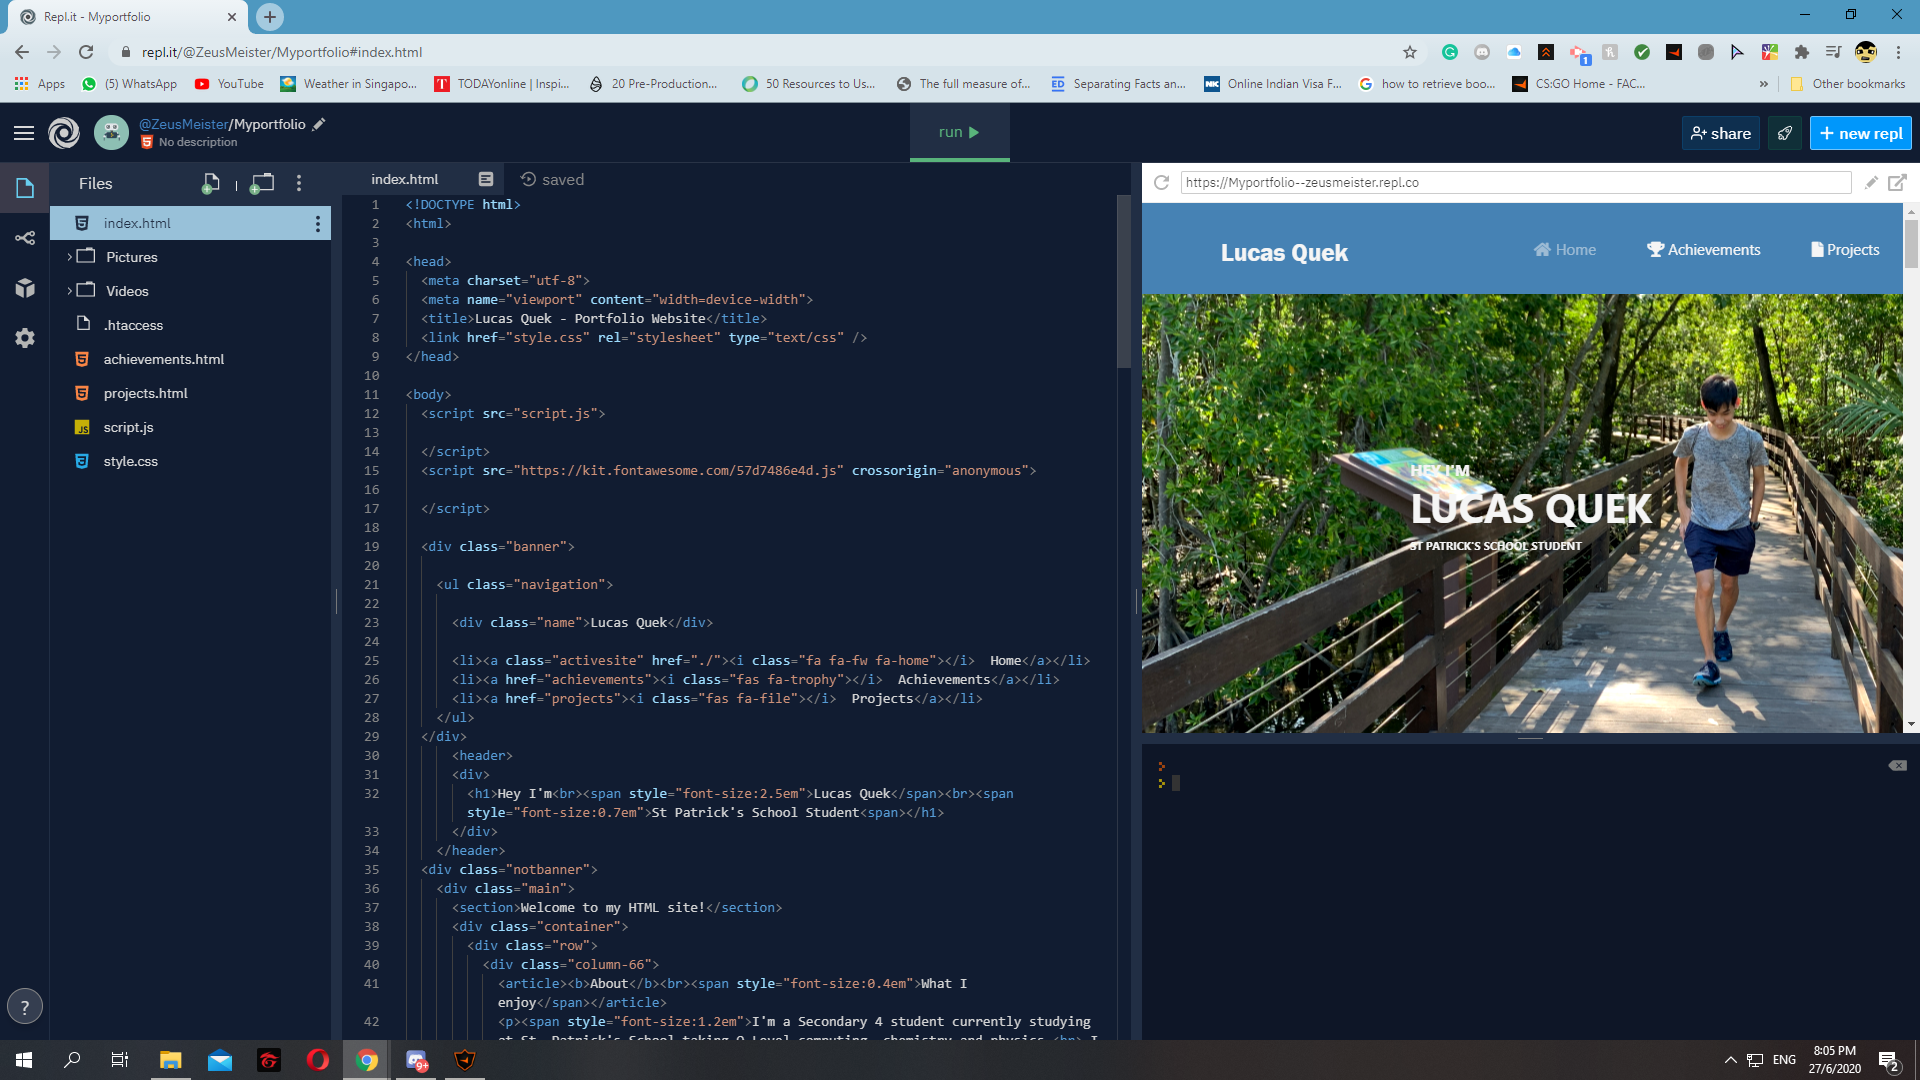 Repl.it - Myportfolio
repl.it/@ZeusMeister/Myportfolio#index.html
1
Apps
(5) WhatsApp
YouTube
Weather in Singapo...
TODAYonline | Inspi...
20 Pre-Production...
50 Resources to Us...
The full measure of...
ED Separating Facts an...
NK Online Indian Visa F...
how to retrieve boo...
CS:GO Home - FAC...
»
Other bookmarks
@ZeusMeister/Myportfolio
No description
run
share
+ new repl
Files
index.html
Pictures
Videos
.htaccess
achievements.html
projects.html
script.js
style.css
?
index.html
saved
1 <!DOCTYPE html>
2 <html>
3
4 <head>
5 <meta charset="utf-8">
6 <meta name="viewport" content="width=device-width">
7 <title>Lucas Quek - Portfolio Website</title>
8 <link href="style.css" rel="stylesheet" type="text/css" />
9 </head>
10
11 <body>
12 <script src="script.js">
13
14 </script>
15 <script src="https://kit.fontawesome.com/57d7486e4d.js" crossorigin="anonymous">
16
17 </script>
18
19 <div class="banner">
20
21 <ul class="navigation">
22
23 <div class="name">Lucas Quek</div>
24
25 <li><a class="activesite" href="./"><i class="fa fa-fw fa-home"></i> Home</a></li>
26 <li><a href="achievements"><i class="fas fa-trophy"></i> Achievements</a></li>
27 <li><a href="projects"><i class="fas fa-file"></i> Projects</a></li>
28 </ul>
29 </div>
30 <header>
31 <div>
32 <h1>Hey I'm<br><span style="font-size:2.5em">Lucas Quek</span><br><span
style="font-size:0.7em">St Patrick's School Student<span></h1>
33 </div>
34 </header>
35 <div class="notbanner">
36 <div class="main">
37 <section>Welcome to my HTML site!</section>
38 <div class="container">
39 <div class="row">
40 <div class="column-66">
41 <article><b>About</b><br><span style="font-size:0.4em">What I
enjoy</span></article>
42 <p><span style="font-size:1.2em">I'm a Secondary 4 student currently studying
at St. Patrick's School taking O Level computing, chemistry and physics.<br> I
https://Myportfolio--zeusmeister.repl.co
Lucas Quek
Home
Achievements
Projects
HEY I'M
LUCAS QUEK
ST PATRICK'S SCHOOL STUDENT
9+
ENG
8:05 PM
27/6/2020
2